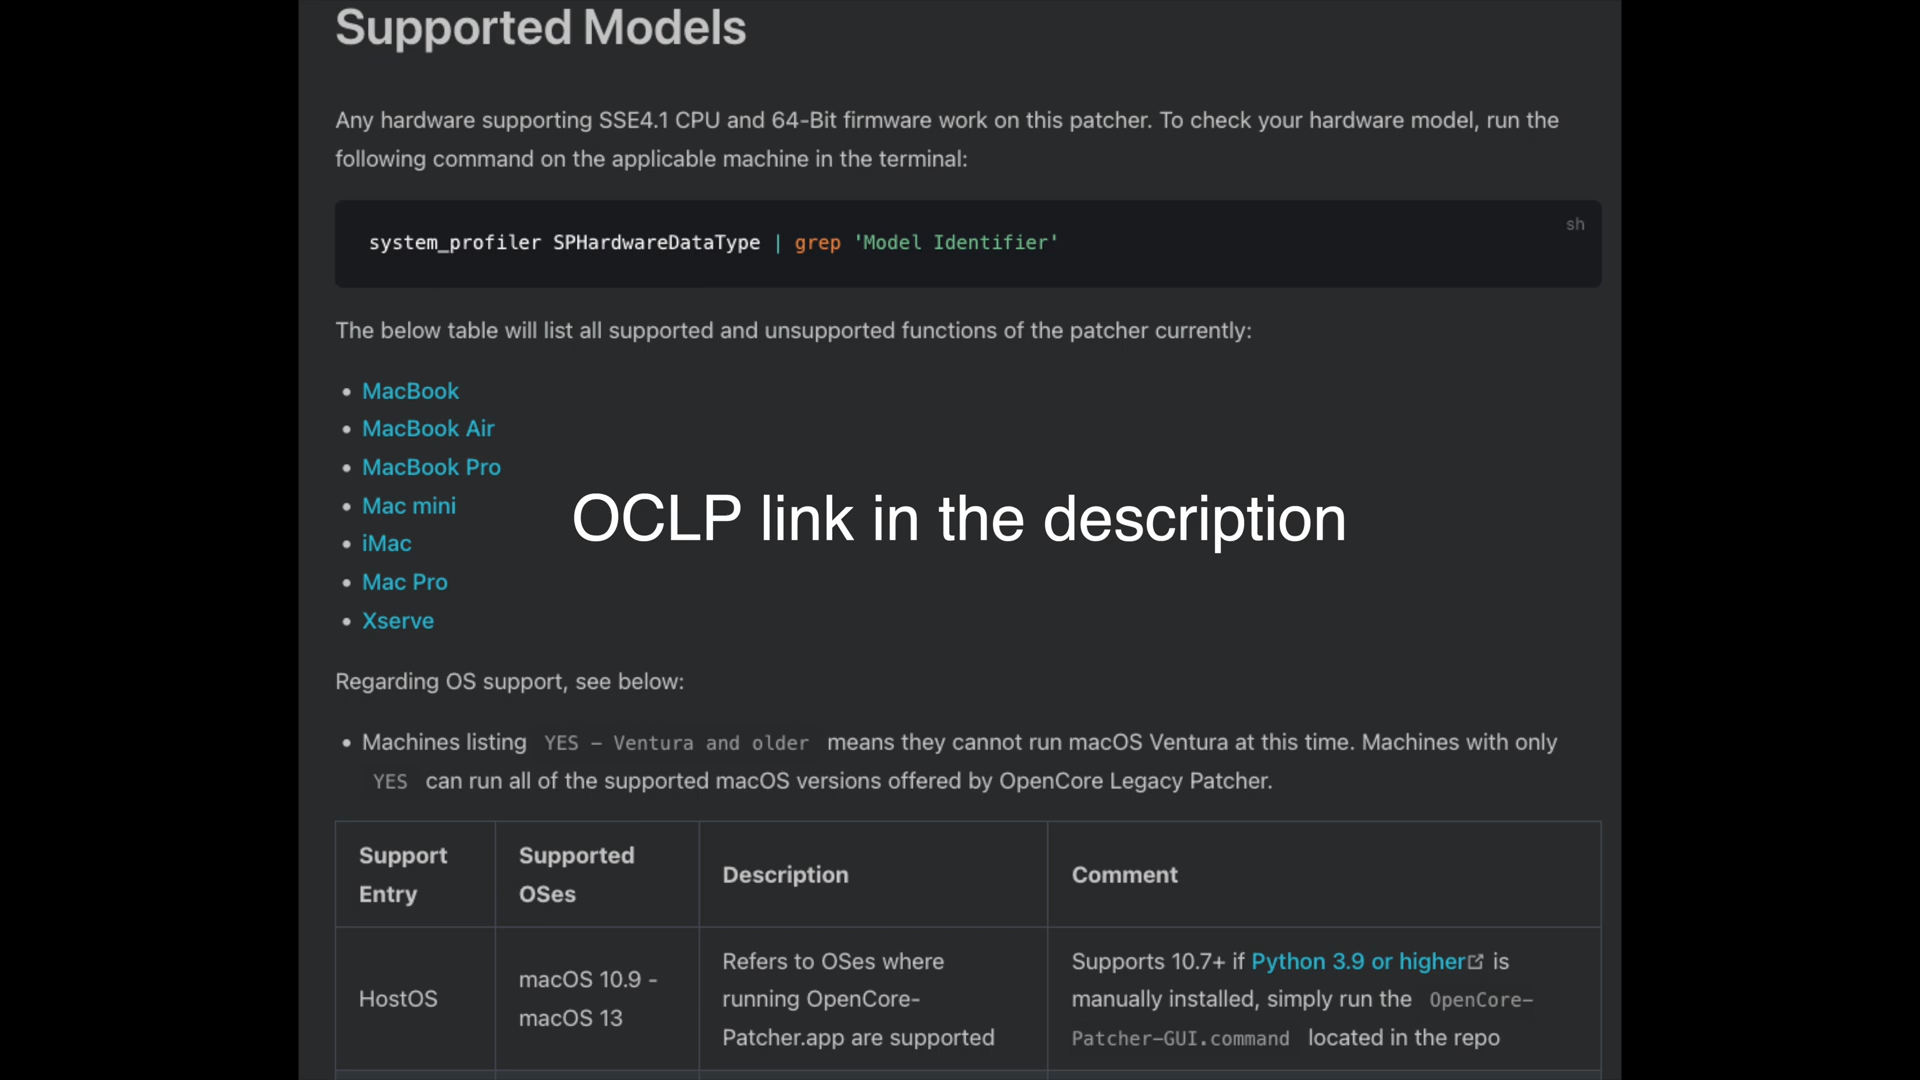 Supported Models
Any hardware supporting SSE4.1 CPU and 64-Bit firmware work on this patcher. To check your hardware model, run the
following command on the applicable machine in the terminal:
sh
system_profiler SPHardwareDataType | grep 'Model Identifier'
The below table will list all supported and unsupported functions of the patcher currently:
• MacBook
• MacBook Air
• MacBook Pro
• Mac mini
OCLP link in the description
• iMac
• Mac Pro
• Xserve
Regarding OS support, see below:
• Machines listing YES - Ventura and older means they cannot run macOS Ventura at this time. Machines with only
YES can run all of the supported macOS versions offered by OpenCore Legacy Patcher.
Support
Entry
Supported
OSes
Description
Comment
HostOS
macOS 10.9 -
macOS 13
Refers to OSes where
running OpenCore-
Patcher.app are supported
Supports 10.7+ if Python 3.9 or higher is
manually installed, simply run the OpenCore-
Patcher-GUI.command located in the repo